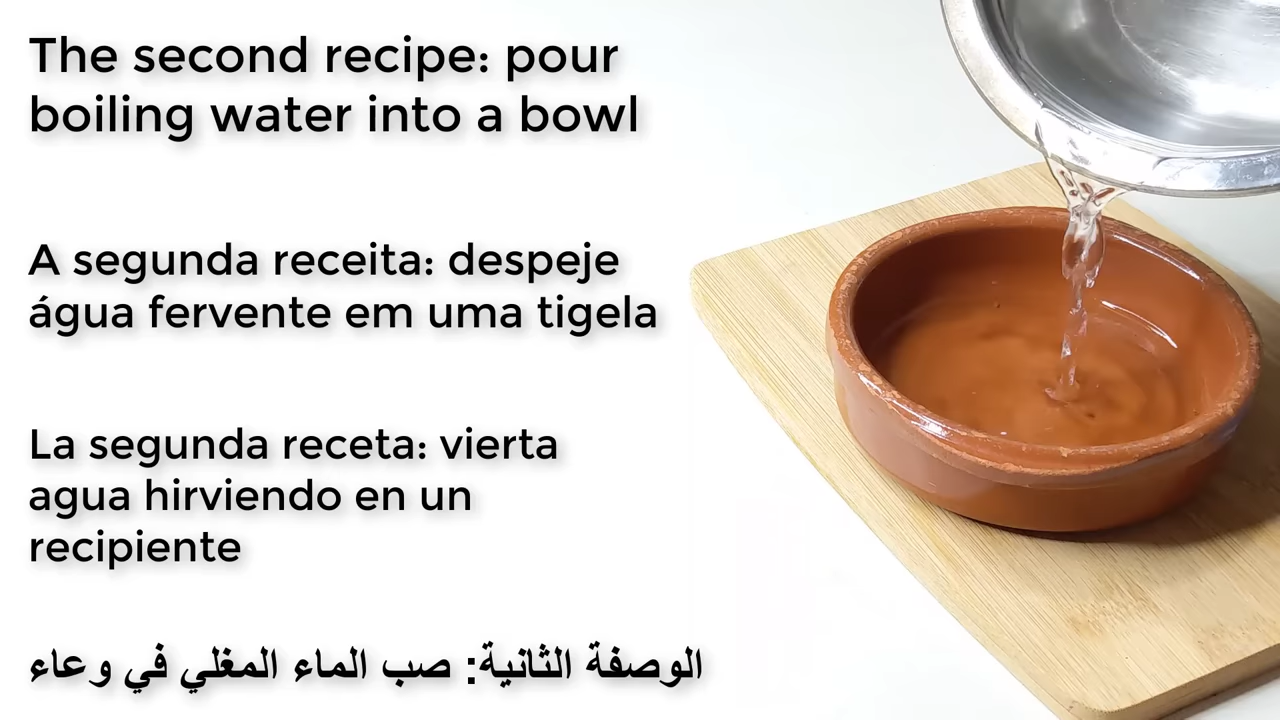 The second recipe: pour
boiling water into a bowl
A segunda receita: despeje
água fervente em uma tigela
La segunda receta: vierta
agua hirviendo en un
recipiente
الوصفة الثانية: صب الماء المغلي في وعاء